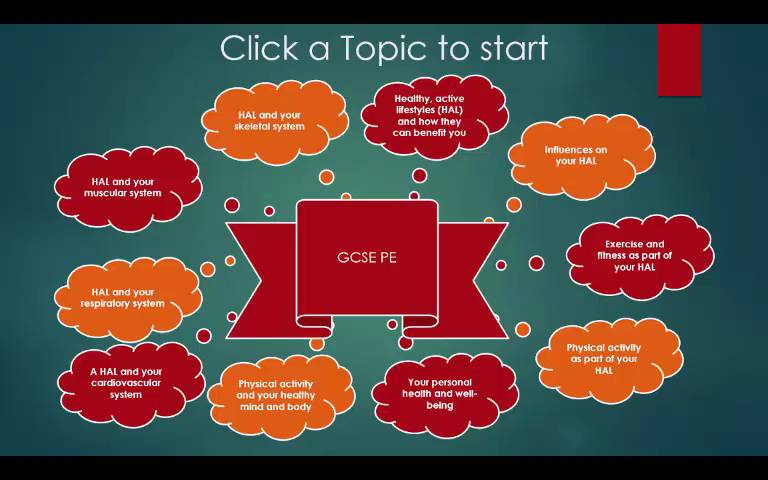 Click a Topic to start
HAL and your
skeletal system
Healthy, active
lifestyles (HAL)
and how they
can benefit you
Influences on
your HAL
HAL and your
muscular system
Exercise and
fitness as part of
your HAL
GCSE PE
HAL and your
respiratory system
Physical activity
as part of your
HAL
A HAL and your
cardiovascular
system
Physical activity
and your healthy
mind and body
Your personal
health and well-
being